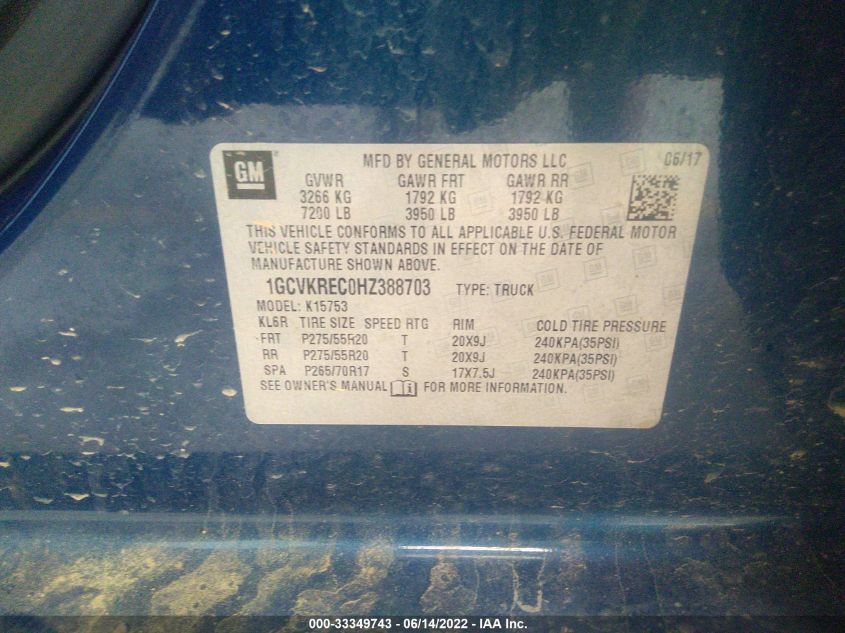 GM
MFD BY GENERAL MOTORS LLC 06/17
GVWR GAWR FRT GAWR RR
3266 KG 1792 KG 1792 KG
7200 LB 3950 LB 3950 LB
THIS VEHICLE CONFORMS TO ALL APPLICABLE U.S. FEDERAL MOTOR
VEHICLE SAFETY STANDARDS IN EFFECT ON THE DATE OF
MANUFACTURE SHOWN ABOVE.
1GCVKREC0HZ388703 TYPE: TRUCK
MODEL: K15753
KL6R TIRE SIZE SPEED RTG RIM COLD TIRE PRESSURE
FRT P275/55R20 T 20X9J 240KPA(35PSI)
RR P275/55R20 T 20X9J 240KPA(35PSI)
SPA P265/70R17 S 17X7.5J 240KPA(35PSI)
SEE OWNER'S MANUAL i FOR MORE INFORMATION.
000-33349743 - 06/14/2022 - IAA Inc.